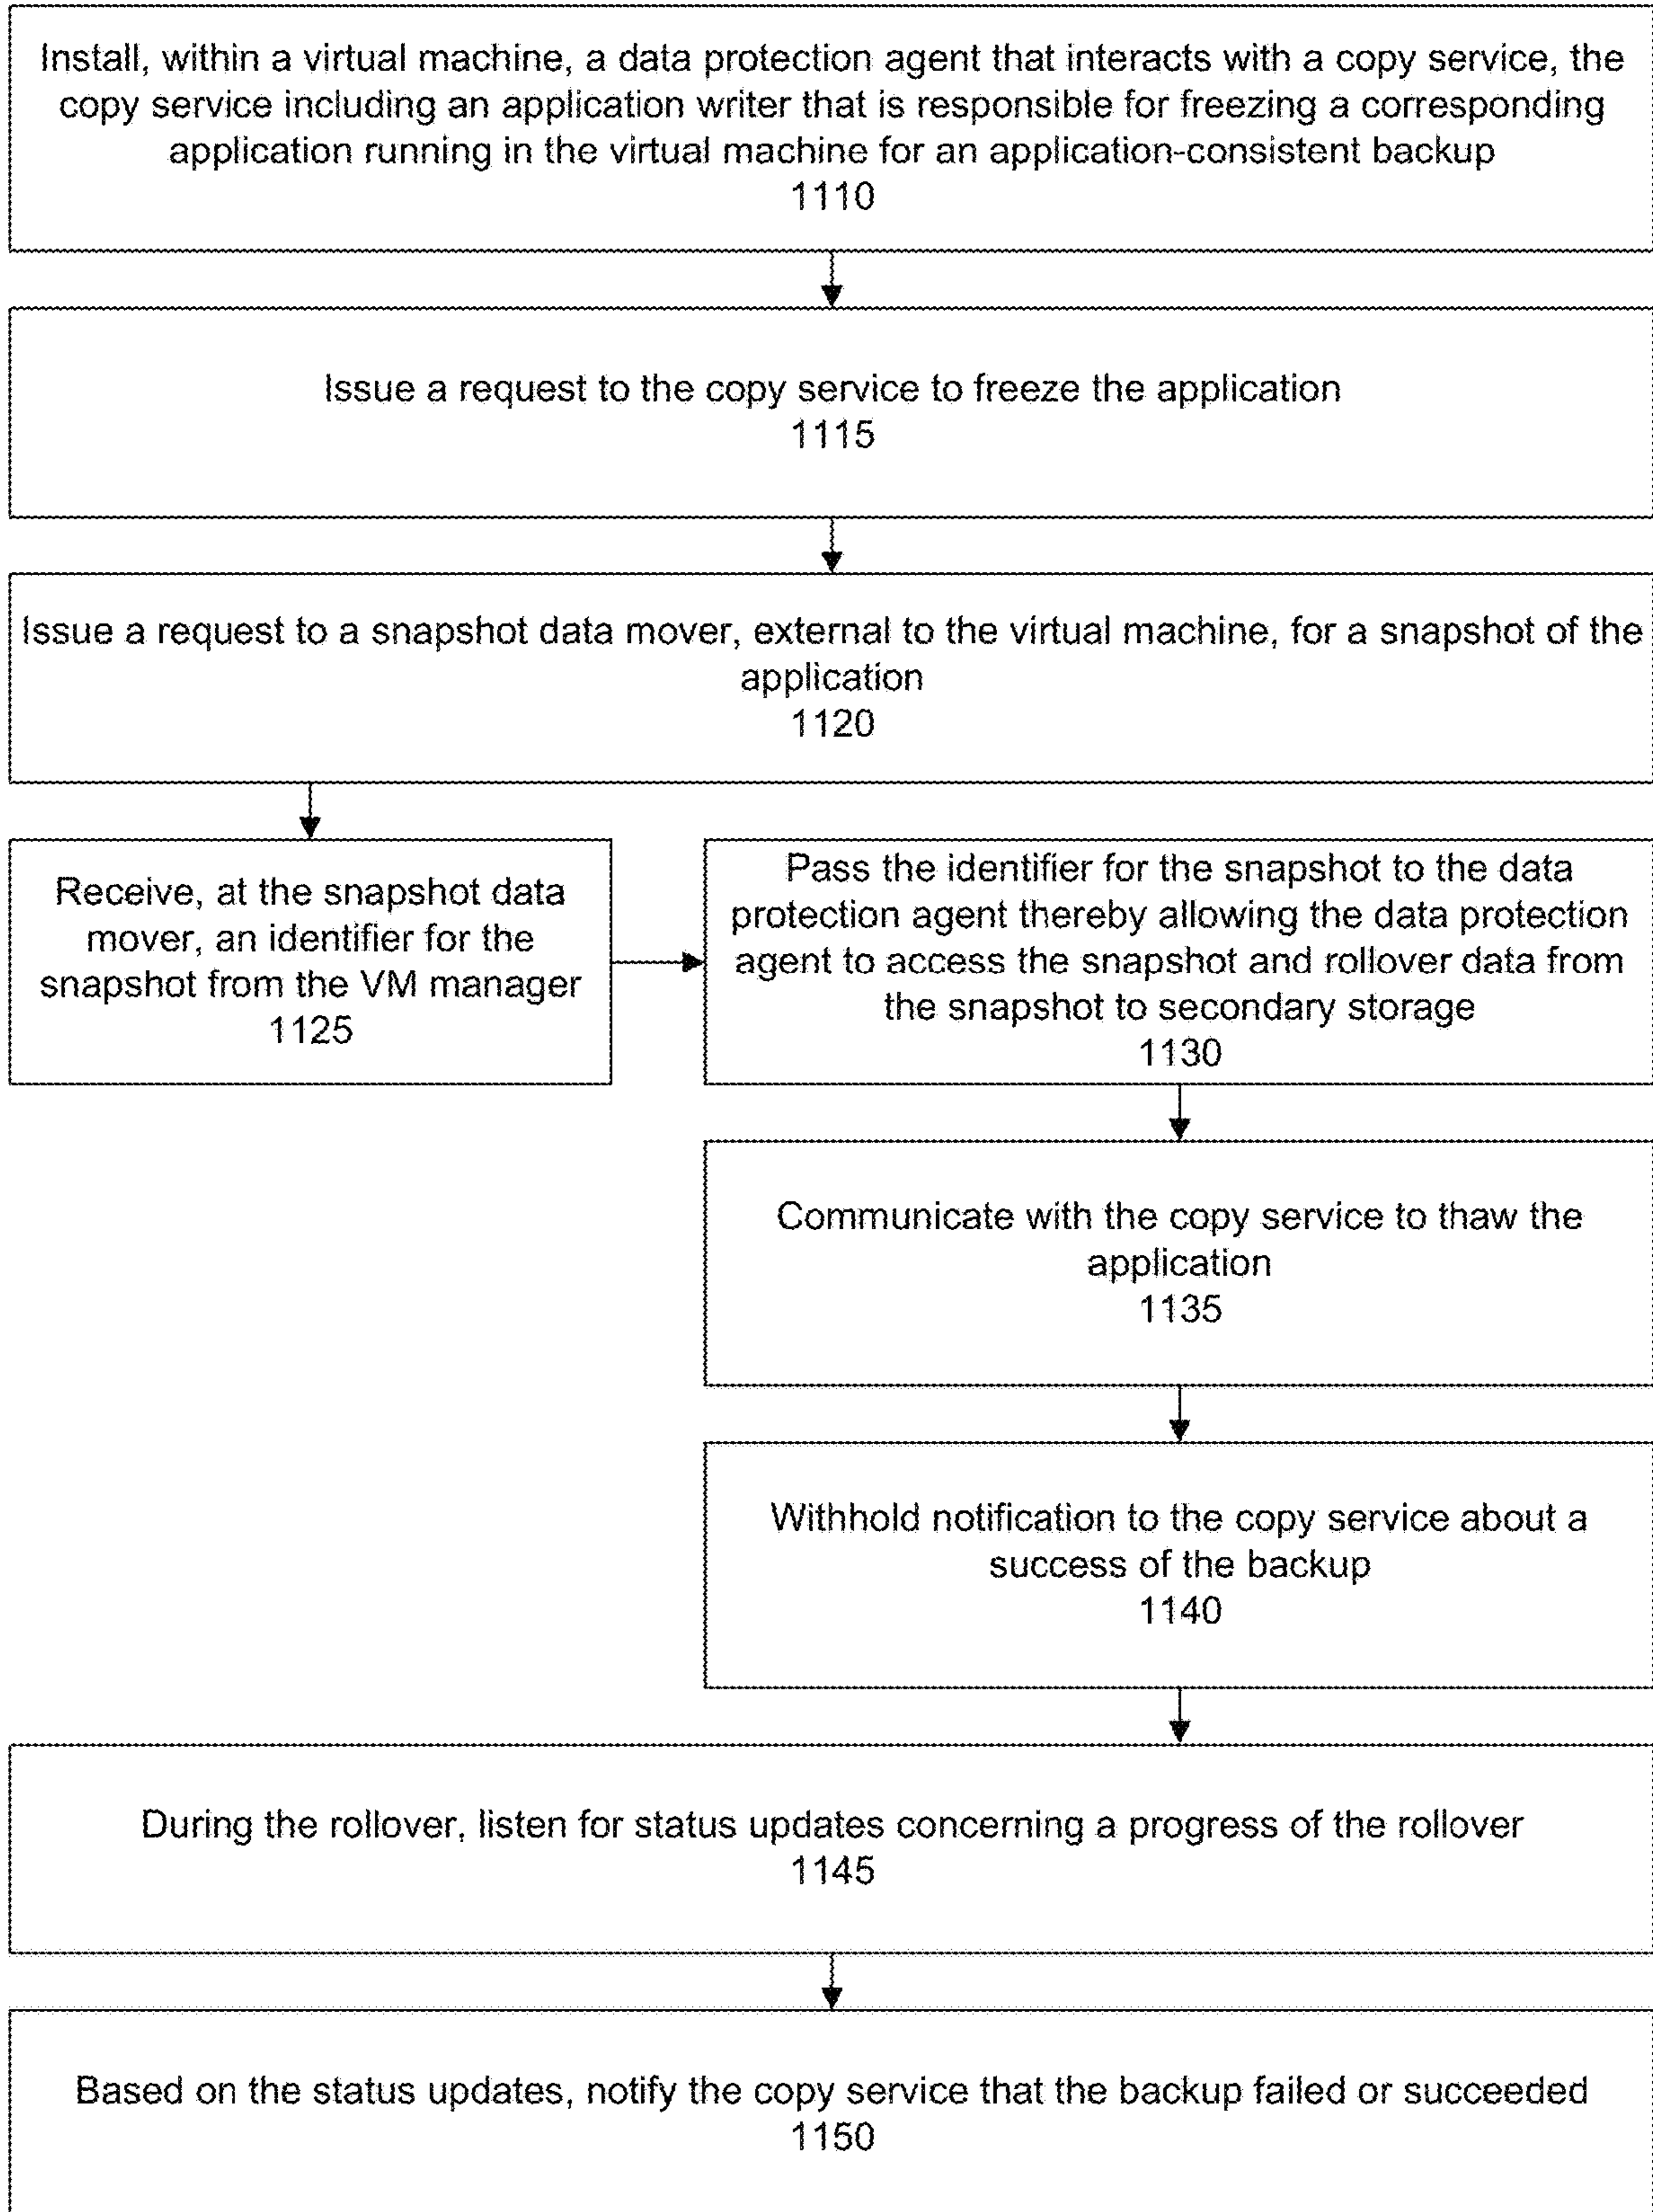 Install, within a virtual machine, a data protection agent that interacts with a copy service, the
copy service including an application writer that is responsible for freezing a corresponding
application running in the virtual machine for an application-consistent backup
1110
Issue a request to the copy service to freeze the application
1115
Issue a request to a snapshot data mover, external to the virtual machine, for a snapshot of the
application
1120
Receive, at the snapshot data
mover, an identifier for the
snapshot from the VM manager
1125
Pass the identifier for the snapshot to the data
protection agent thereby allowing the data protection
agent to access the snapshot and rollover data from
the snapshot to secondary storage
1130
Communicate with the copy service to thaw the
application
1135
Withhold notification to the copy service about a
success of the backup
1140
During the rollover, listen for status updates concerning a progress of the rollover
1145
Based on the status updates, notify the copy service that the backup failed or succeeded
1150